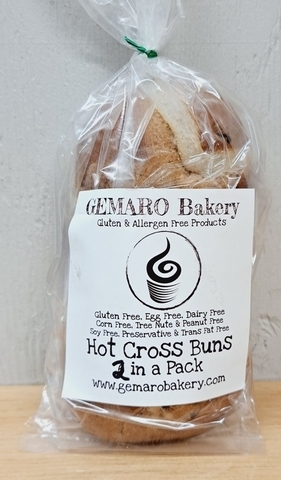 GEMARO Bakery
Gluten & Allergen Free Products
Gluten Free. Egg Free. Dairy Free
Corn Free. Tree Nute & Peanut Free
Soy Free. Preservative & Trans Fat Free
Hot Cross Buns
2 in a Pack
www.gemarobakery.com